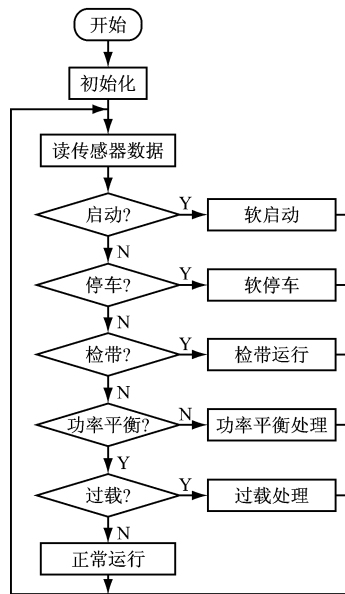 开始
初始化
读传感器数据
启动?
Y
软启动
N
停车?
Y
软停车
N
检带?
Y
检带运行
N
功率平衡?
N
功率平衡处理
Y
过载?
Y
过载处理
N
正常运行